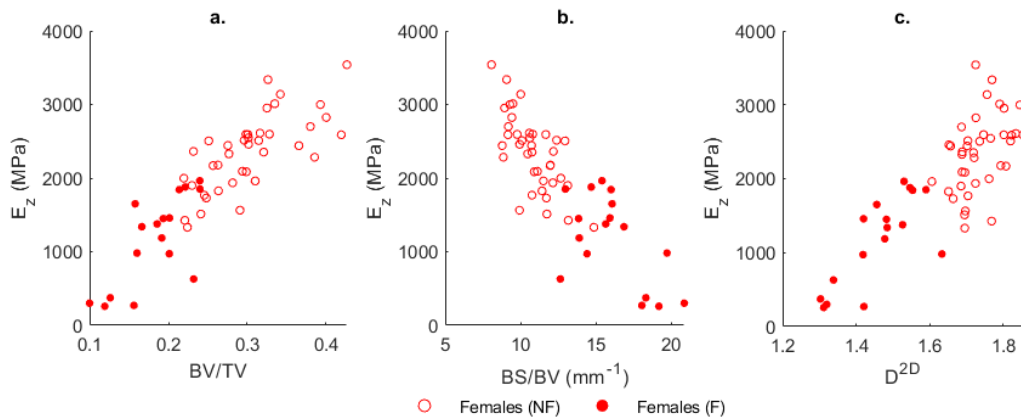 a.
4000
3000
2000
1000
0
E_z (MPa)
0.1 0.2 0.3 0.4
BV/TV
b.
4000
3000
2000
1000
0
E_z (MPa)
5 10 15 20
BS/BV (mm^-1)
c.
4000
3000
2000
1000
0
E_z (MPa)
1.2 1.4 1.6 1.8
D^2D
Females (NF) Females (F)